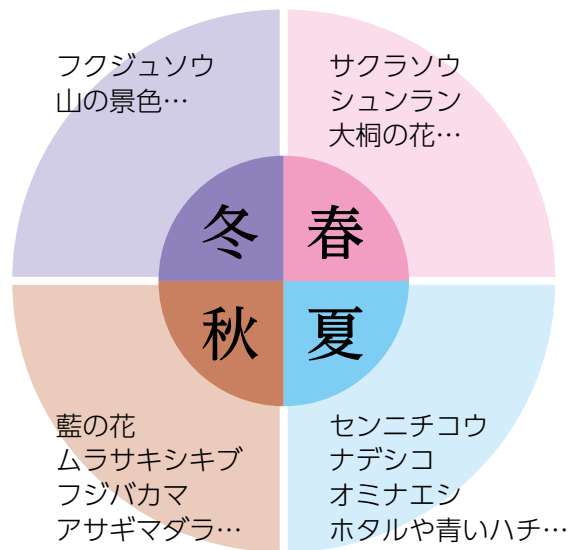 フクジュソウ
山の景色…
サクラソウ
シュンラン
大桐の花…
冬
春
秋
夏
藍の花
ムラサキシキブ
フジバカマ
アサギマダラ…
センニチコウ
ナデシコ
オミナエシ
ホタルや青いハチ…